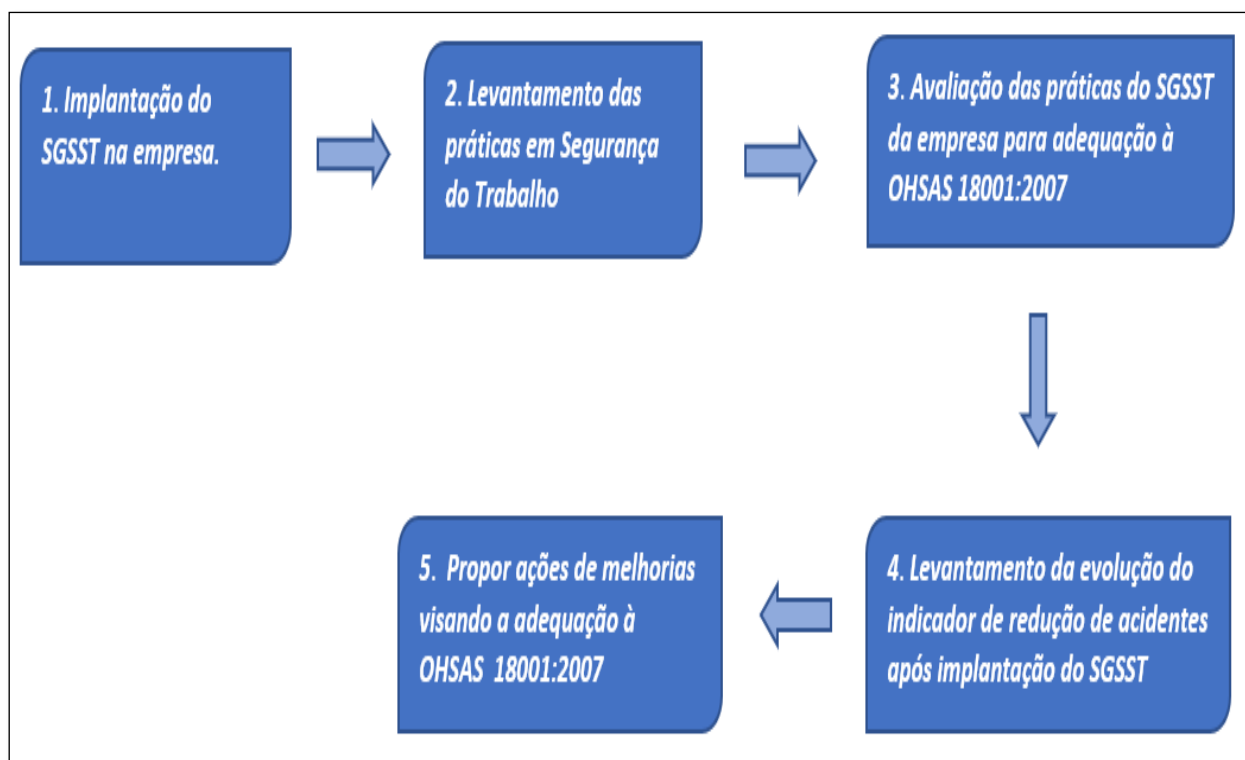 1. Implantação do
SGSST na empresa.
2. Levantamento das
práticas em Segurança
do Trabalho
3. Avaliação das práticas do SGSST
da empresa para adequação à
OHSAS 18001:2007
4. Levantamento da evolução do
indicador de redução de acidentes
após implantação do SGSST
5. Propor ações de melhorias
visando a adequação à
OHSAS 18001:2007